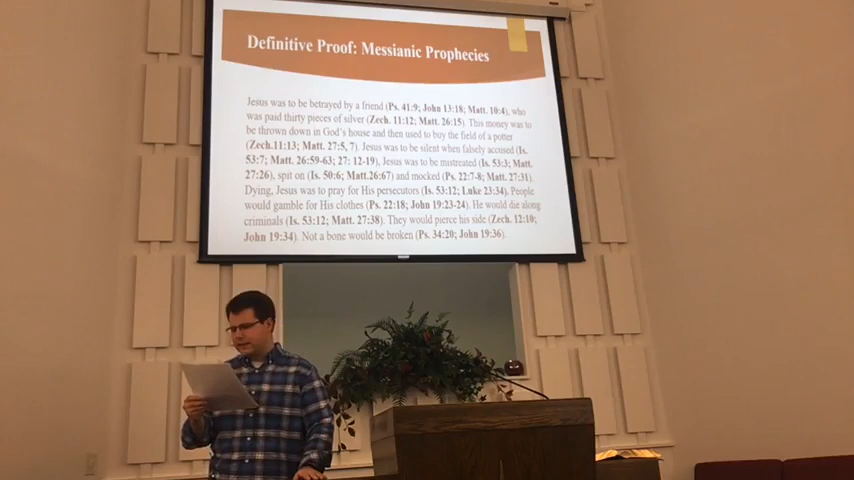 Definitive Proof: Messianic Prophecies
Jesus was to be betrayed by a friend (Ps. 41:9; John 13:18; Matt. 10:4), who
was paid thirty pieces of silver (Zech. 11:12; Matt. 26:15). This money was to
be thrown down in God's house and then used to buy the field of a potter
(Zech.11:13; Matt. 27:5, 7). Jesus was to be silent when falsely accused (Is.
53:7; Matt. 26:59-63; 27: 12-19), Jesus was to be mistreated (Is. 53:3; Matt.
27:26), spit on (Is. 50:6; Matt.26:67) and mocked (Ps. 22:7-8; Matt. 27:31).
Dying, Jesus was to pray for His persecutors (Is. 53:12; Luke 23:34). People
would gamble for His clothes (Ps. 22:18; John 19:23-24). He would die along
criminals (Is. 53:12; Matt. 27:38). They would pierce his side (Zech. 12:10;
John 19:34). Not a bone would be broken (Ps. 34:20; John 19:36).